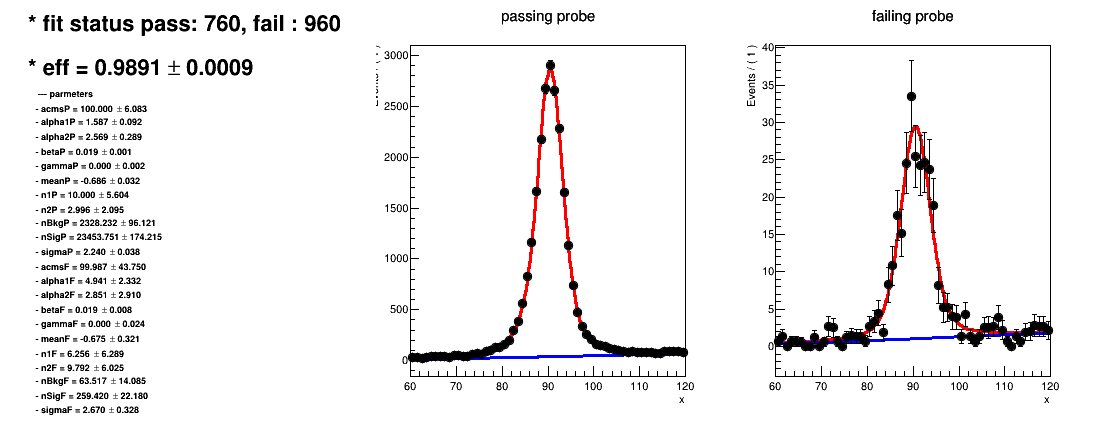 * fit status pass: 760, fail : 960
* eff = 0.9891 ± 0.0009
--- parmeters
- acmsP = 100.000 ± 6.083
- alpha1P = 1.587 ± 0.092
- alpha2P = 2.569 ± 0.289
- betaP = 0.019 ± 0.001
- gammaP = 0.000 ± 0.002
- meanP = -0.686 ± 0.032
- n1P = 10.000 ± 5.604
- n2P = 2.996 ± 2.095
- nBkgP = 2328.232 ± 96.121
- nSigP = 23453.751 ± 174.215
- sigmaP = 2.240 ± 0.038
- acmsF = 99.987 ± 43.750
- alpha1F = 4.941 ± 2.332
- alpha2F = 2.851 ± 2.910
- betaF = 0.019 ± 0.008
- gammaF = 0.000 ± 0.024
- meanF = -0.675 ± 0.321
- n1F = 6.256 ± 6.289
- n2F = 9.792 ± 6.025
- nBkgF = 63.517 ± 14.085
- nSigF = 259.420 ± 22.180
- sigmaF = 2.670 ± 0.328
passing probe
3000
2500
2000
1500
1000
500
0
60 70 80 90 100 110 120
x
failing probe
Events / ( 1 )
40
35
30
25
20
15
10
5
0
60 70 80 90 100 110 120
x